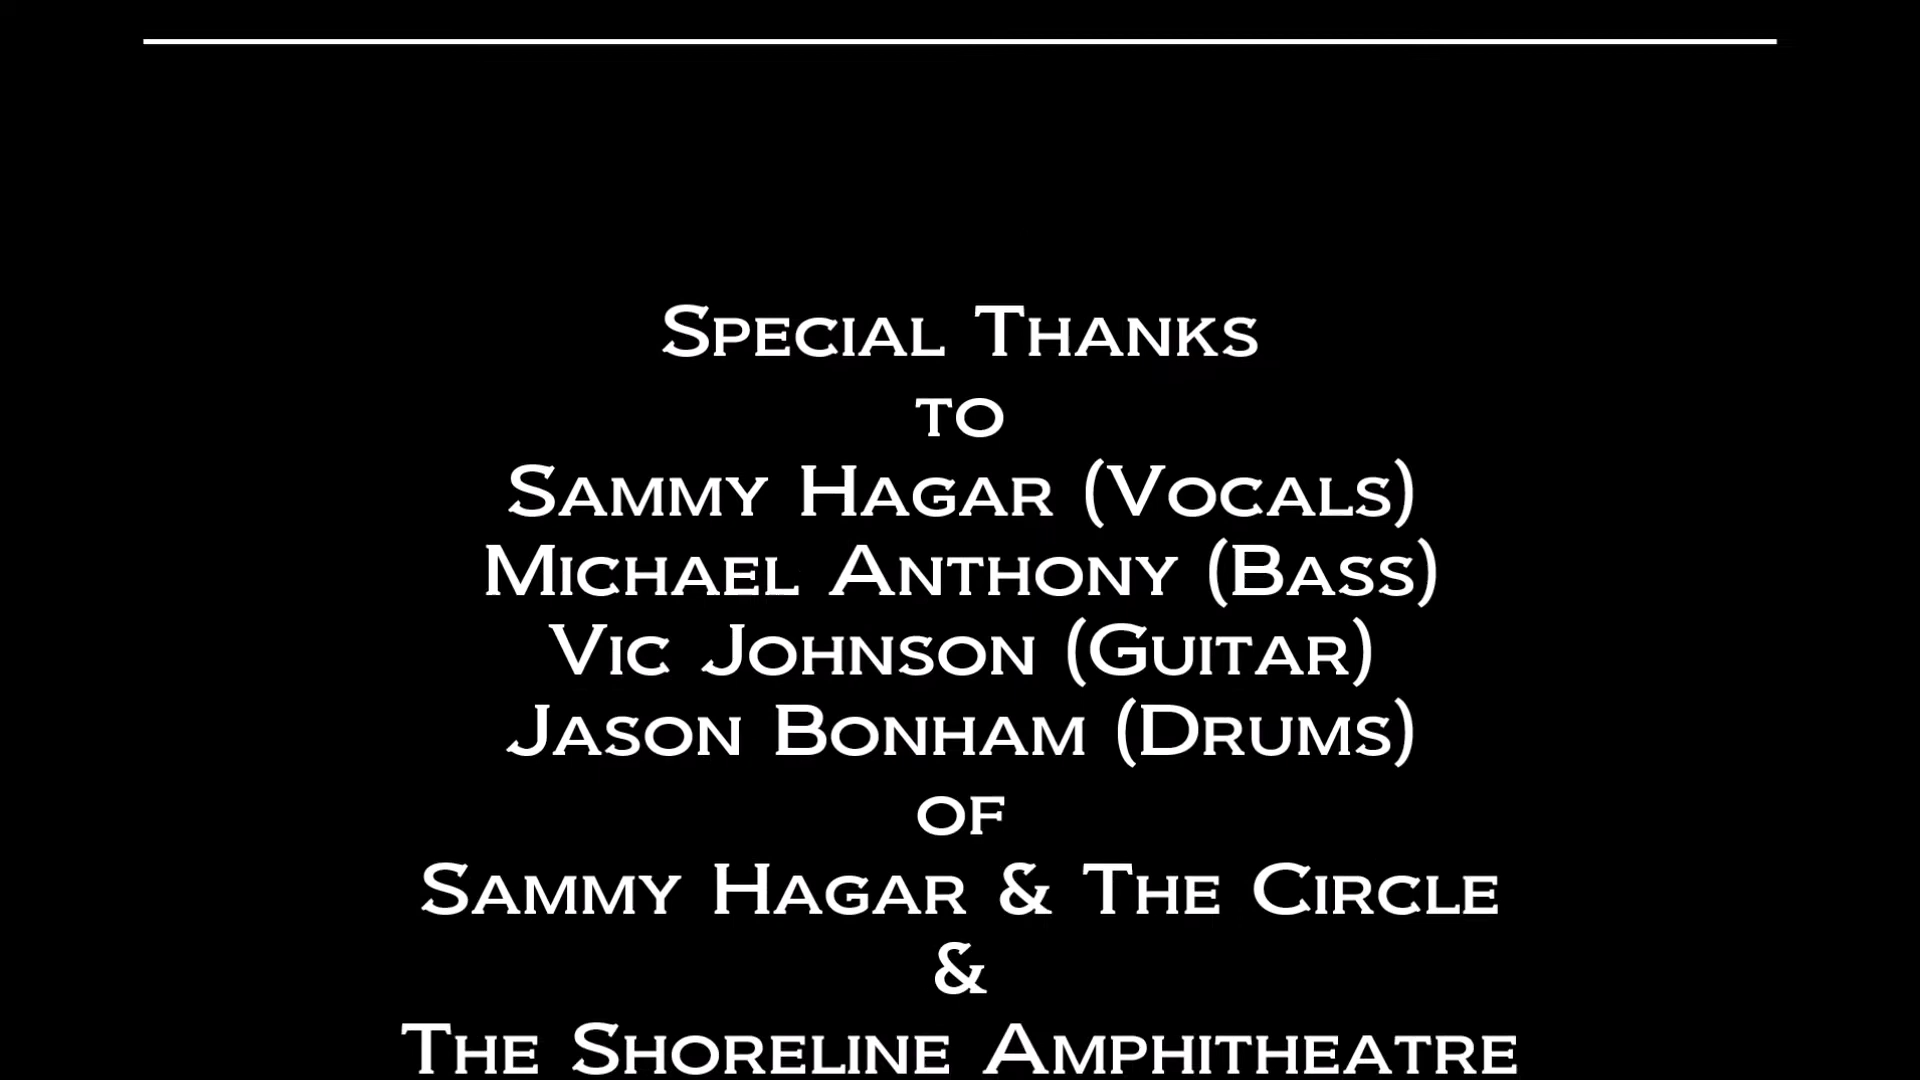 Special Thanks
to
Sammy Hagar (Vocals)
Michael Anthony (Bass)
Vic Johnson (Guitar)
Jason Bonham (Drums)
of
Sammy Hagar & The Circle
&
The Shoreline Amphitheatre